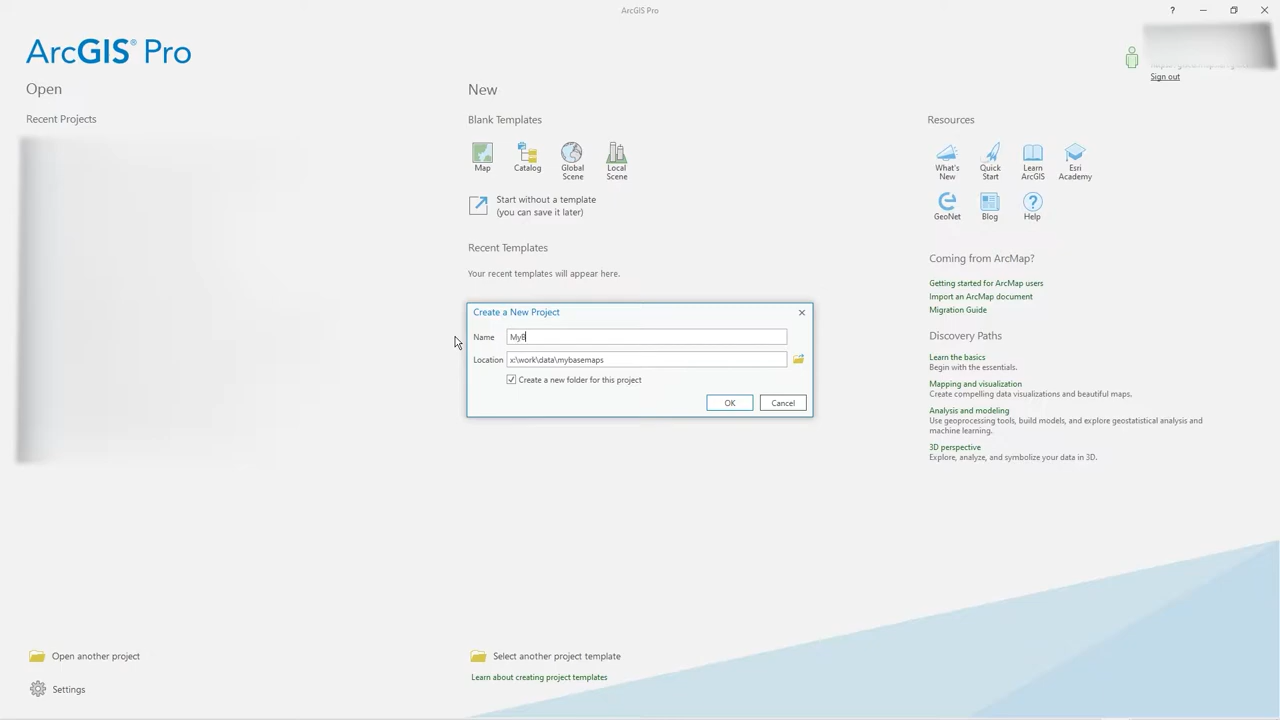 ArcGIS Pro
?
ArcGIS® Pro
Sign out
Open
Recent Projects
New
Blank Templates
Map
Catalog
Global
Scene
Local
Scene
Start without a template
(you can save it later)
Recent Templates
Your recent templates will appear here.
Create a New Project
Name
MyB
Location
x:\work\data\mybasemaps
Create a new folder for this project
OK
Cancel
Resources
What's
New
Quick
Start
Learn
ArcGIS
Esri
Academy
GeoNet
Blog
Help
Coming from ArcMap?
Getting started for ArcMap users
Import an ArcMap document
Migration Guide
Discovery Paths
Learn the basics
Begin with the essentials.
Mapping and visualization
Create compelling data visualizations and beautiful maps.
Analysis and modeling
Use geoprocessing tools, build models, and explore geostatistical analysis and
machine learning.
3D perspective
Explore, analyze, and symbolize your data in 3D.
Open another project
Settings
Select another project template
Learn about creating project templates